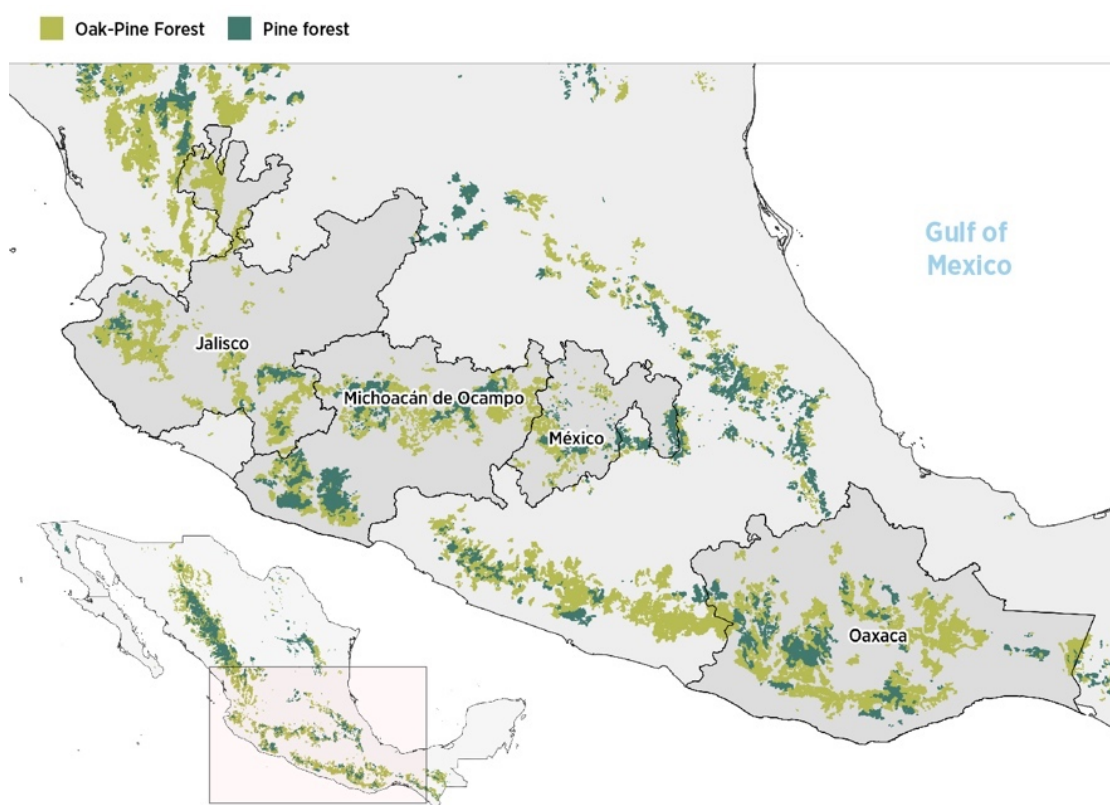 Oak-Pine Forest
Pine forest
Gulf of
Mexico
Jalisco
Michoacán de Ocampo
México
Oaxaca